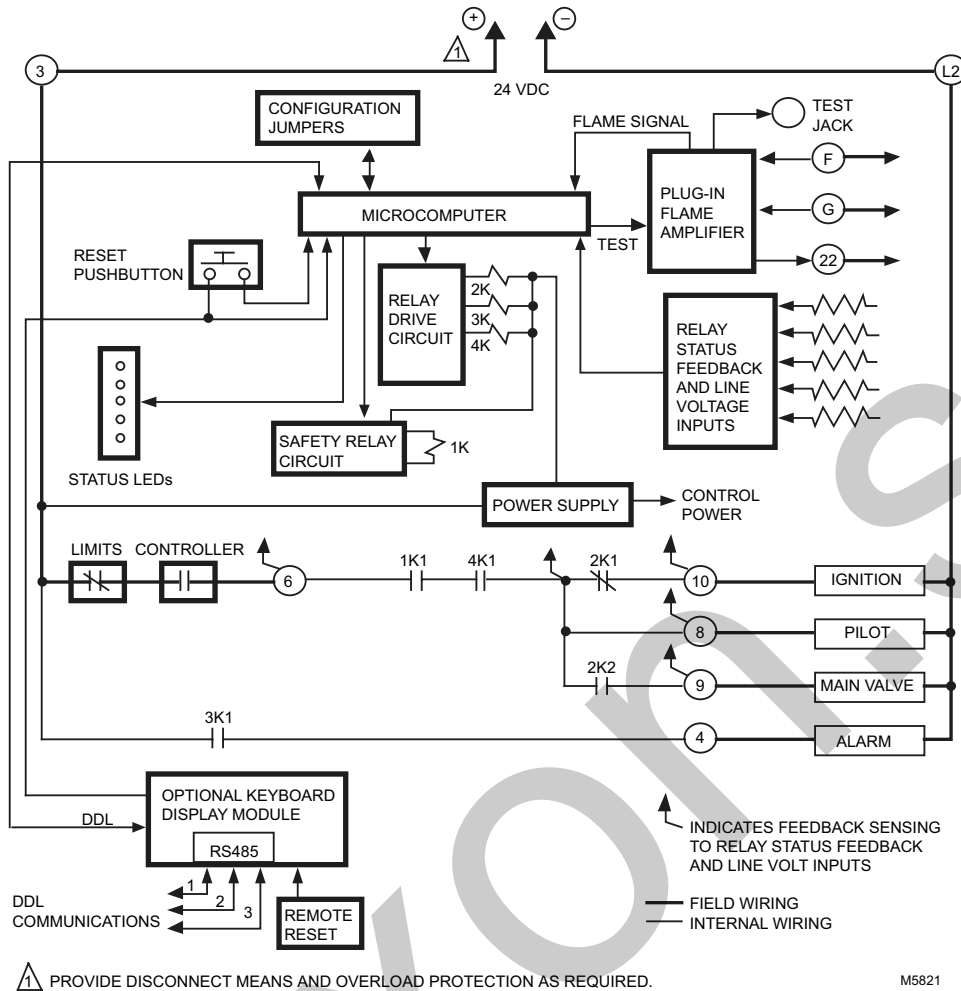 +
–
3
1
24 VDC
L2
CONFIGURATION
JUMPERS
FLAME SIGNAL
TEST
JACK
MICROCOMPUTER
TEST
PLUG-IN
FLAME
AMPLIFIER
F
G
22
RESET
PUSHBUTTON
RELAY
DRIVE
CIRCUIT
2K
3K
4K
RELAY
STATUS
FEEDBACK
AND LINE
VOLTAGE
INPUTS
STATUS LEDs
SAFETY RELAY
CIRCUIT
1K
POWER SUPPLY
CONTROL
POWER
LIMITS
CONTROLLER
6
1K1
4K1
2K1
10
IGNITION
8
PILOT
2K2
9
MAIN VALVE
3K1
4
ALARM
OPTIONAL KEYBOARD
DISPLAY MODULE
RS485
DDL
DDL
COMMUNICATIONS
1
2
3
REMOTE
RESET
INDICATES FEEDBACK SENSING
TO RELAY STATUS FEEDBACK
AND LINE VOLT INPUTS
FIELD WIRING
INTERNAL WIRING
1 PROVIDE DISCONNECT MEANS AND OVERLOAD PROTECTION AS REQUIRED.
M5821